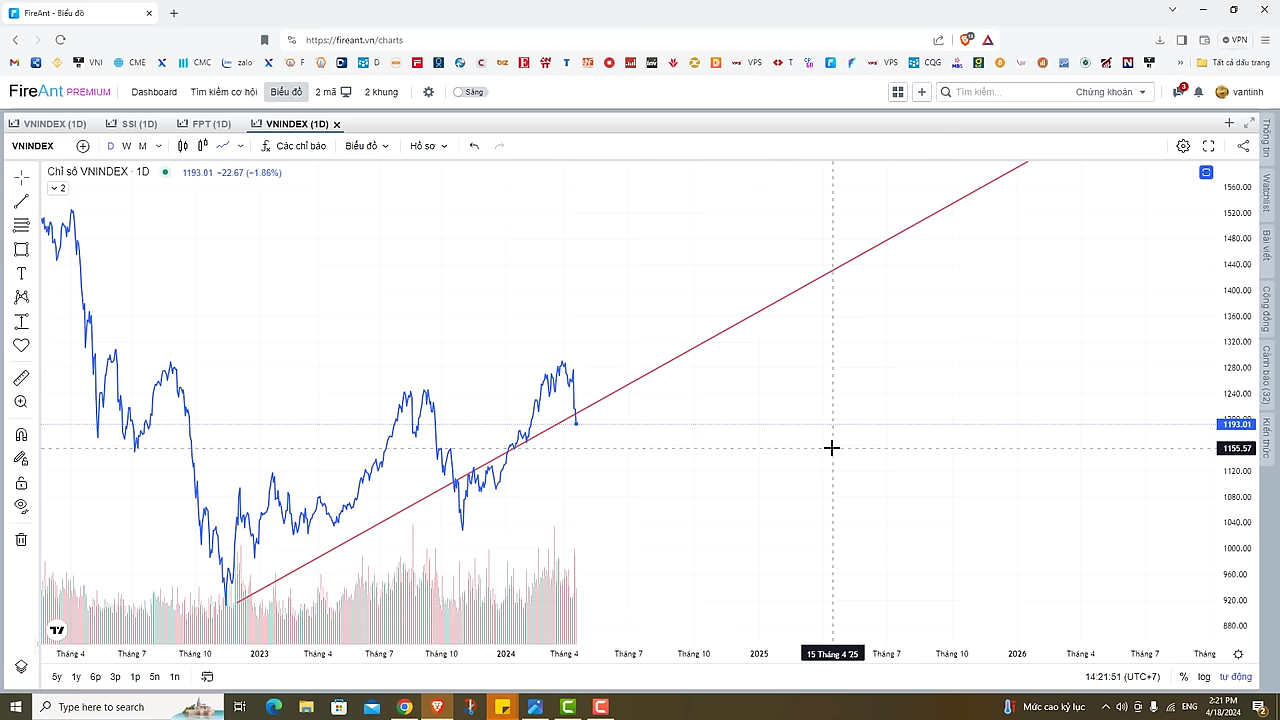 FireAnt - Biểu đồ
https://fireant.vn/charts
VPN
VNI CME CMC zalo F D VPS T VPS CQG MBS Tất cả dấu trang
FireAnt PREMIUM Dashboard Tìm kiếm cơ hội Biểu đồ 2 mã 2 khung Sáng Tìm kiếm... Chứng khoán 3 vantinh
VNINDEX (1D) SSI (1D) FPT (1D) VNINDEX (1D)
VNINDEX D W M Các chỉ báo Biểu đồ Hồ sơ
Chỉ số VNINDEX · 1D 1193.01 −22.67 (−1.86%)
2
1560.00
1520.00
1480.00
1440.00
1400.00
1360.00
1320.00
1280.00
1240.00
1200.00
1193.01
1155.57
1120.00
1080.00
1040.00
1000.00
960.00
920.00
880.00
Thông tin
Watchlist
Bài viết
Cộng đồng
Cảnh báo (32)
Kiến thức
Tháng 4 Tháng 7 Tháng 10 2023 Tháng 4 Tháng 7 Tháng 10 2024 Tháng 4 Tháng 7 Tháng 10 2025 15 Tháng 4 '25 Tháng 7 Tháng 10 2026 Tháng 4 Tháng 7 Tháng
5y 1y 6p 3p 1p 5n 1n 14:21:51 (UTC+7) % log tự động
Type here to search Mức cao kỷ lục ENG 2:21 PM
4/18/2024